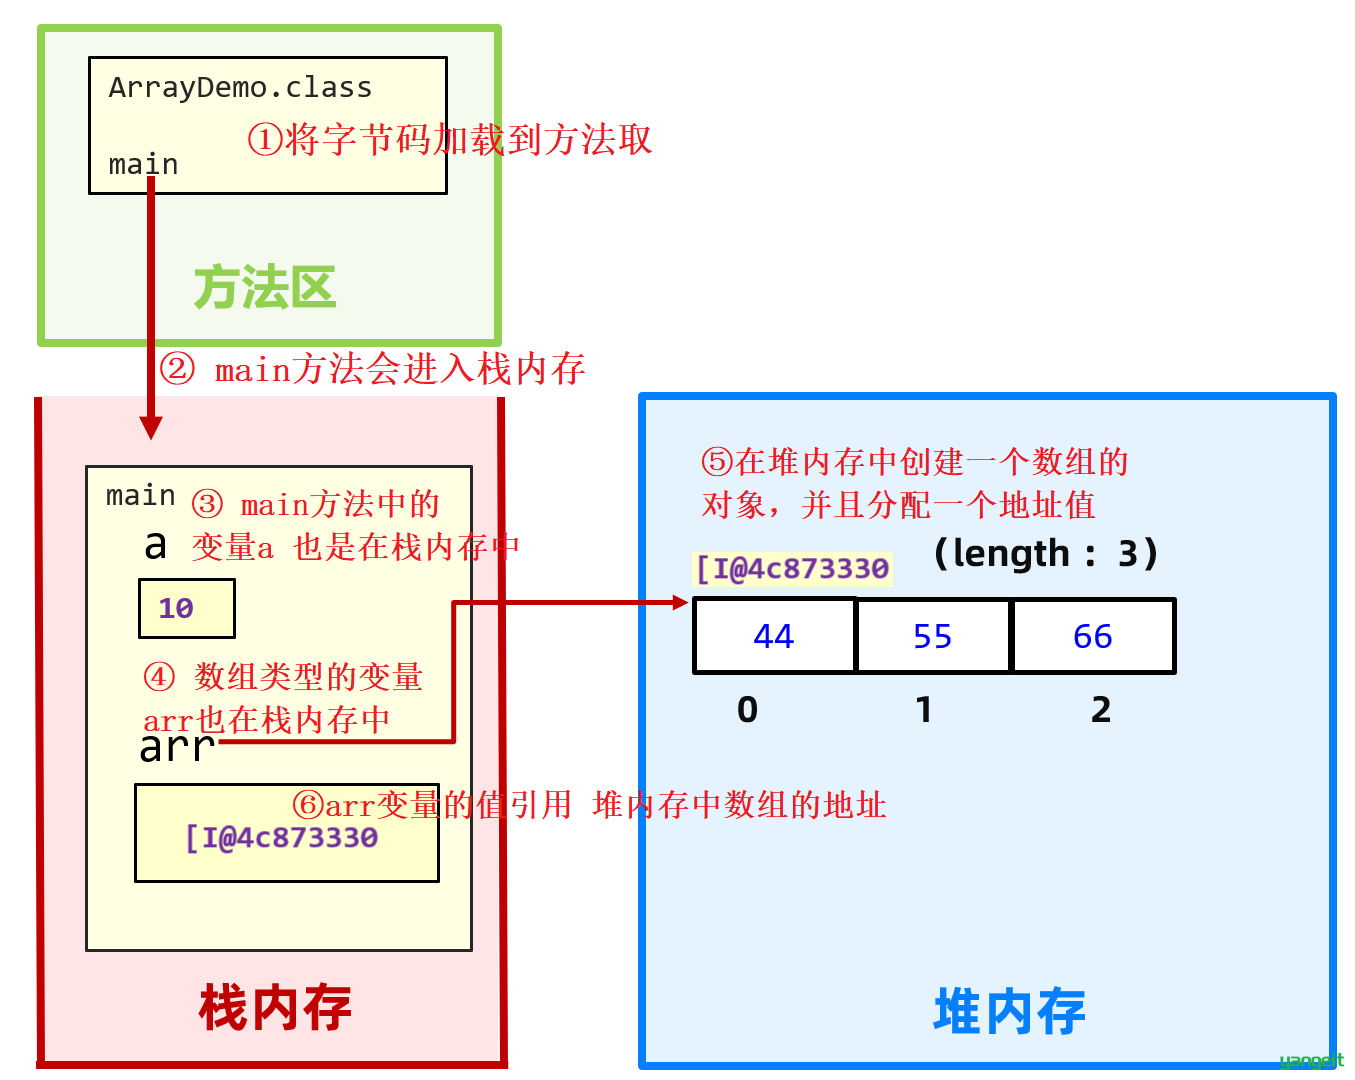 ArrayDemo.class
①将字节码加载到方法取
main
方法区
② main方法会进入栈内存
main
③ main方法中的
变量a 也是在栈内存中
a
10
④ 数组类型的变量
arr也在栈内存中
arr
⑥arr变量的值引用 堆内存中数组的地址
[I@4c873330
栈内存
⑤在堆内存中创建一个数组的
对象，并且分配一个地址值
[I@4c873330
(length : 3)
44 55 66
0 1 2
堆内存